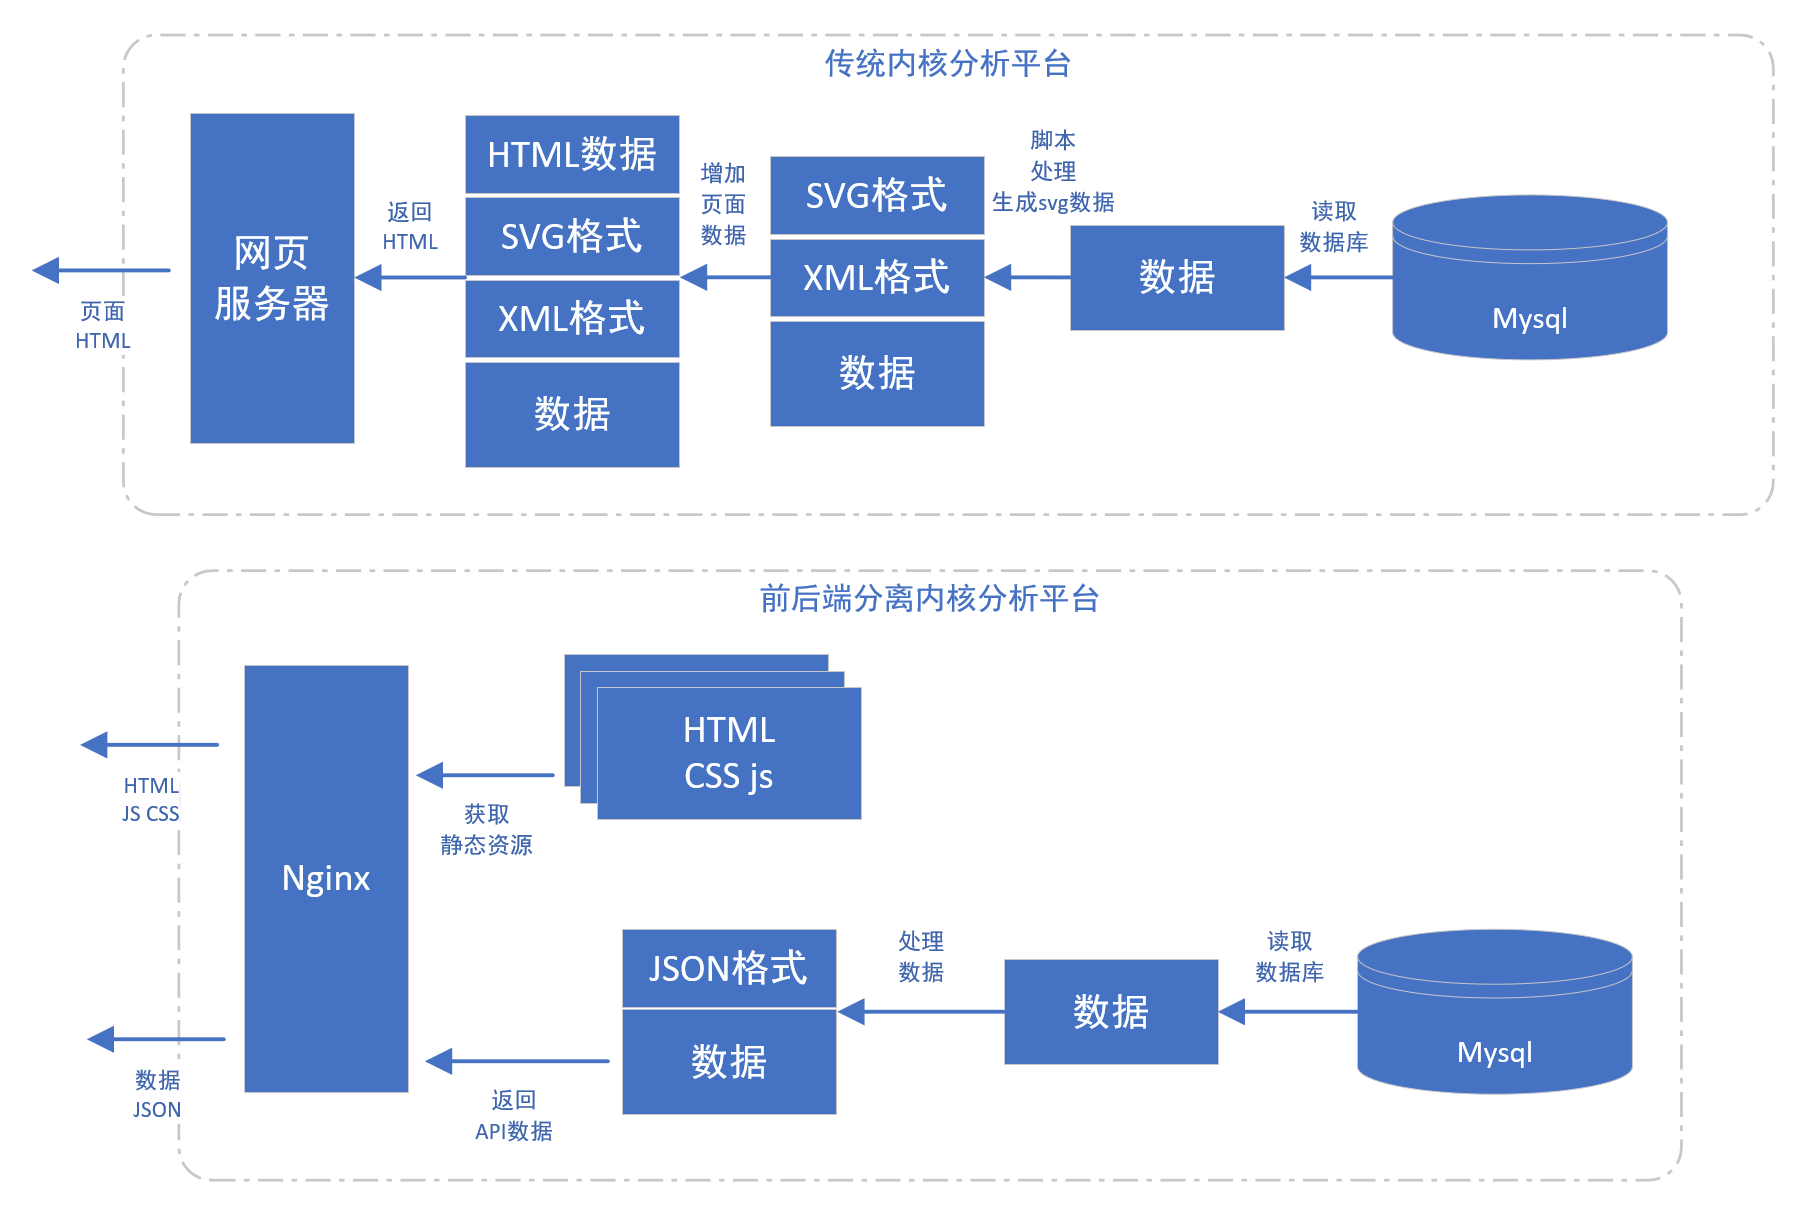 传统内核分析平台
网页
服务器
页面
HTML
返回
HTML
HTML数据
SVG格式
XML格式
数据
增加
页面
数据
SVG格式
XML格式
数据
脚本
处理
生成svg数据
数据
读取
数据库
Mysql
前后端分离内核分析平台
HTML
JS CSS
数据
JSON
Nginx
获取
静态资源
HTML
CSS js
返回
API数据
JSON格式
数据
处理
数据
数据
读取
数据库
Mysql